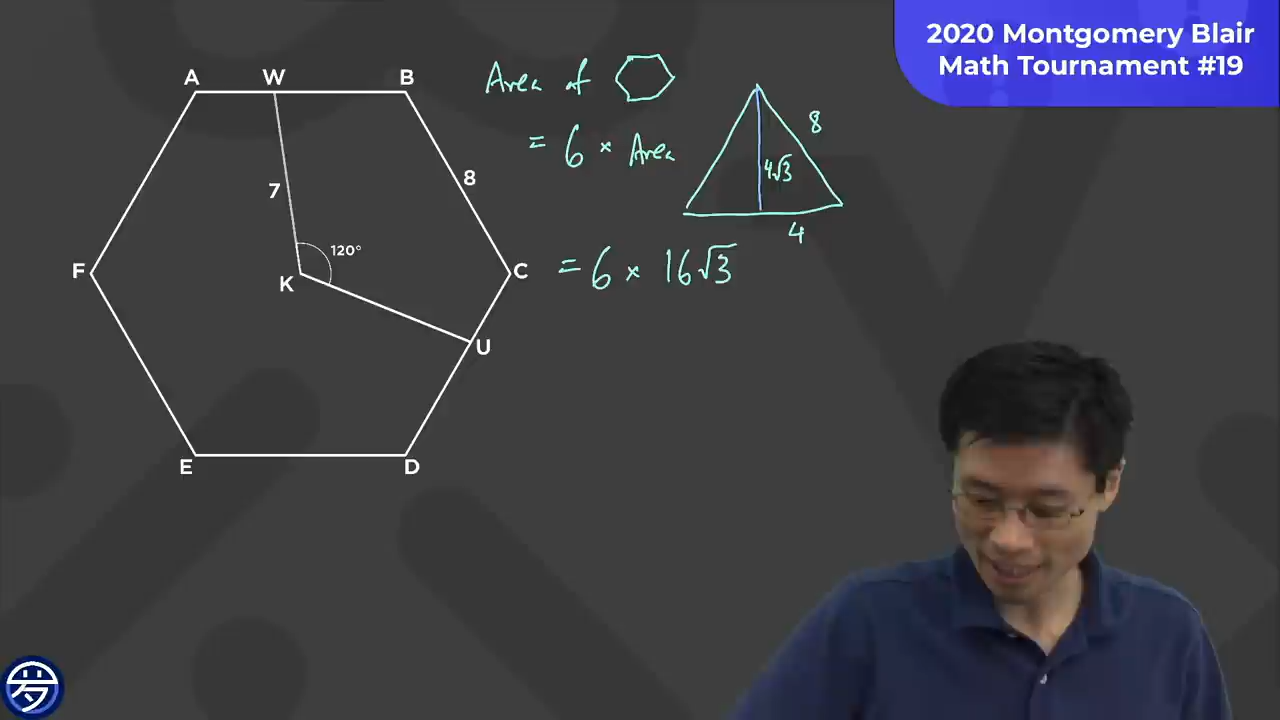 2020 Montgomery Blair
Math Tournament #19
A W B
Area of
8
= 6 × Area
4√3
8
7
4
120°
F
C
= 6 × 16√3
K
U
E D